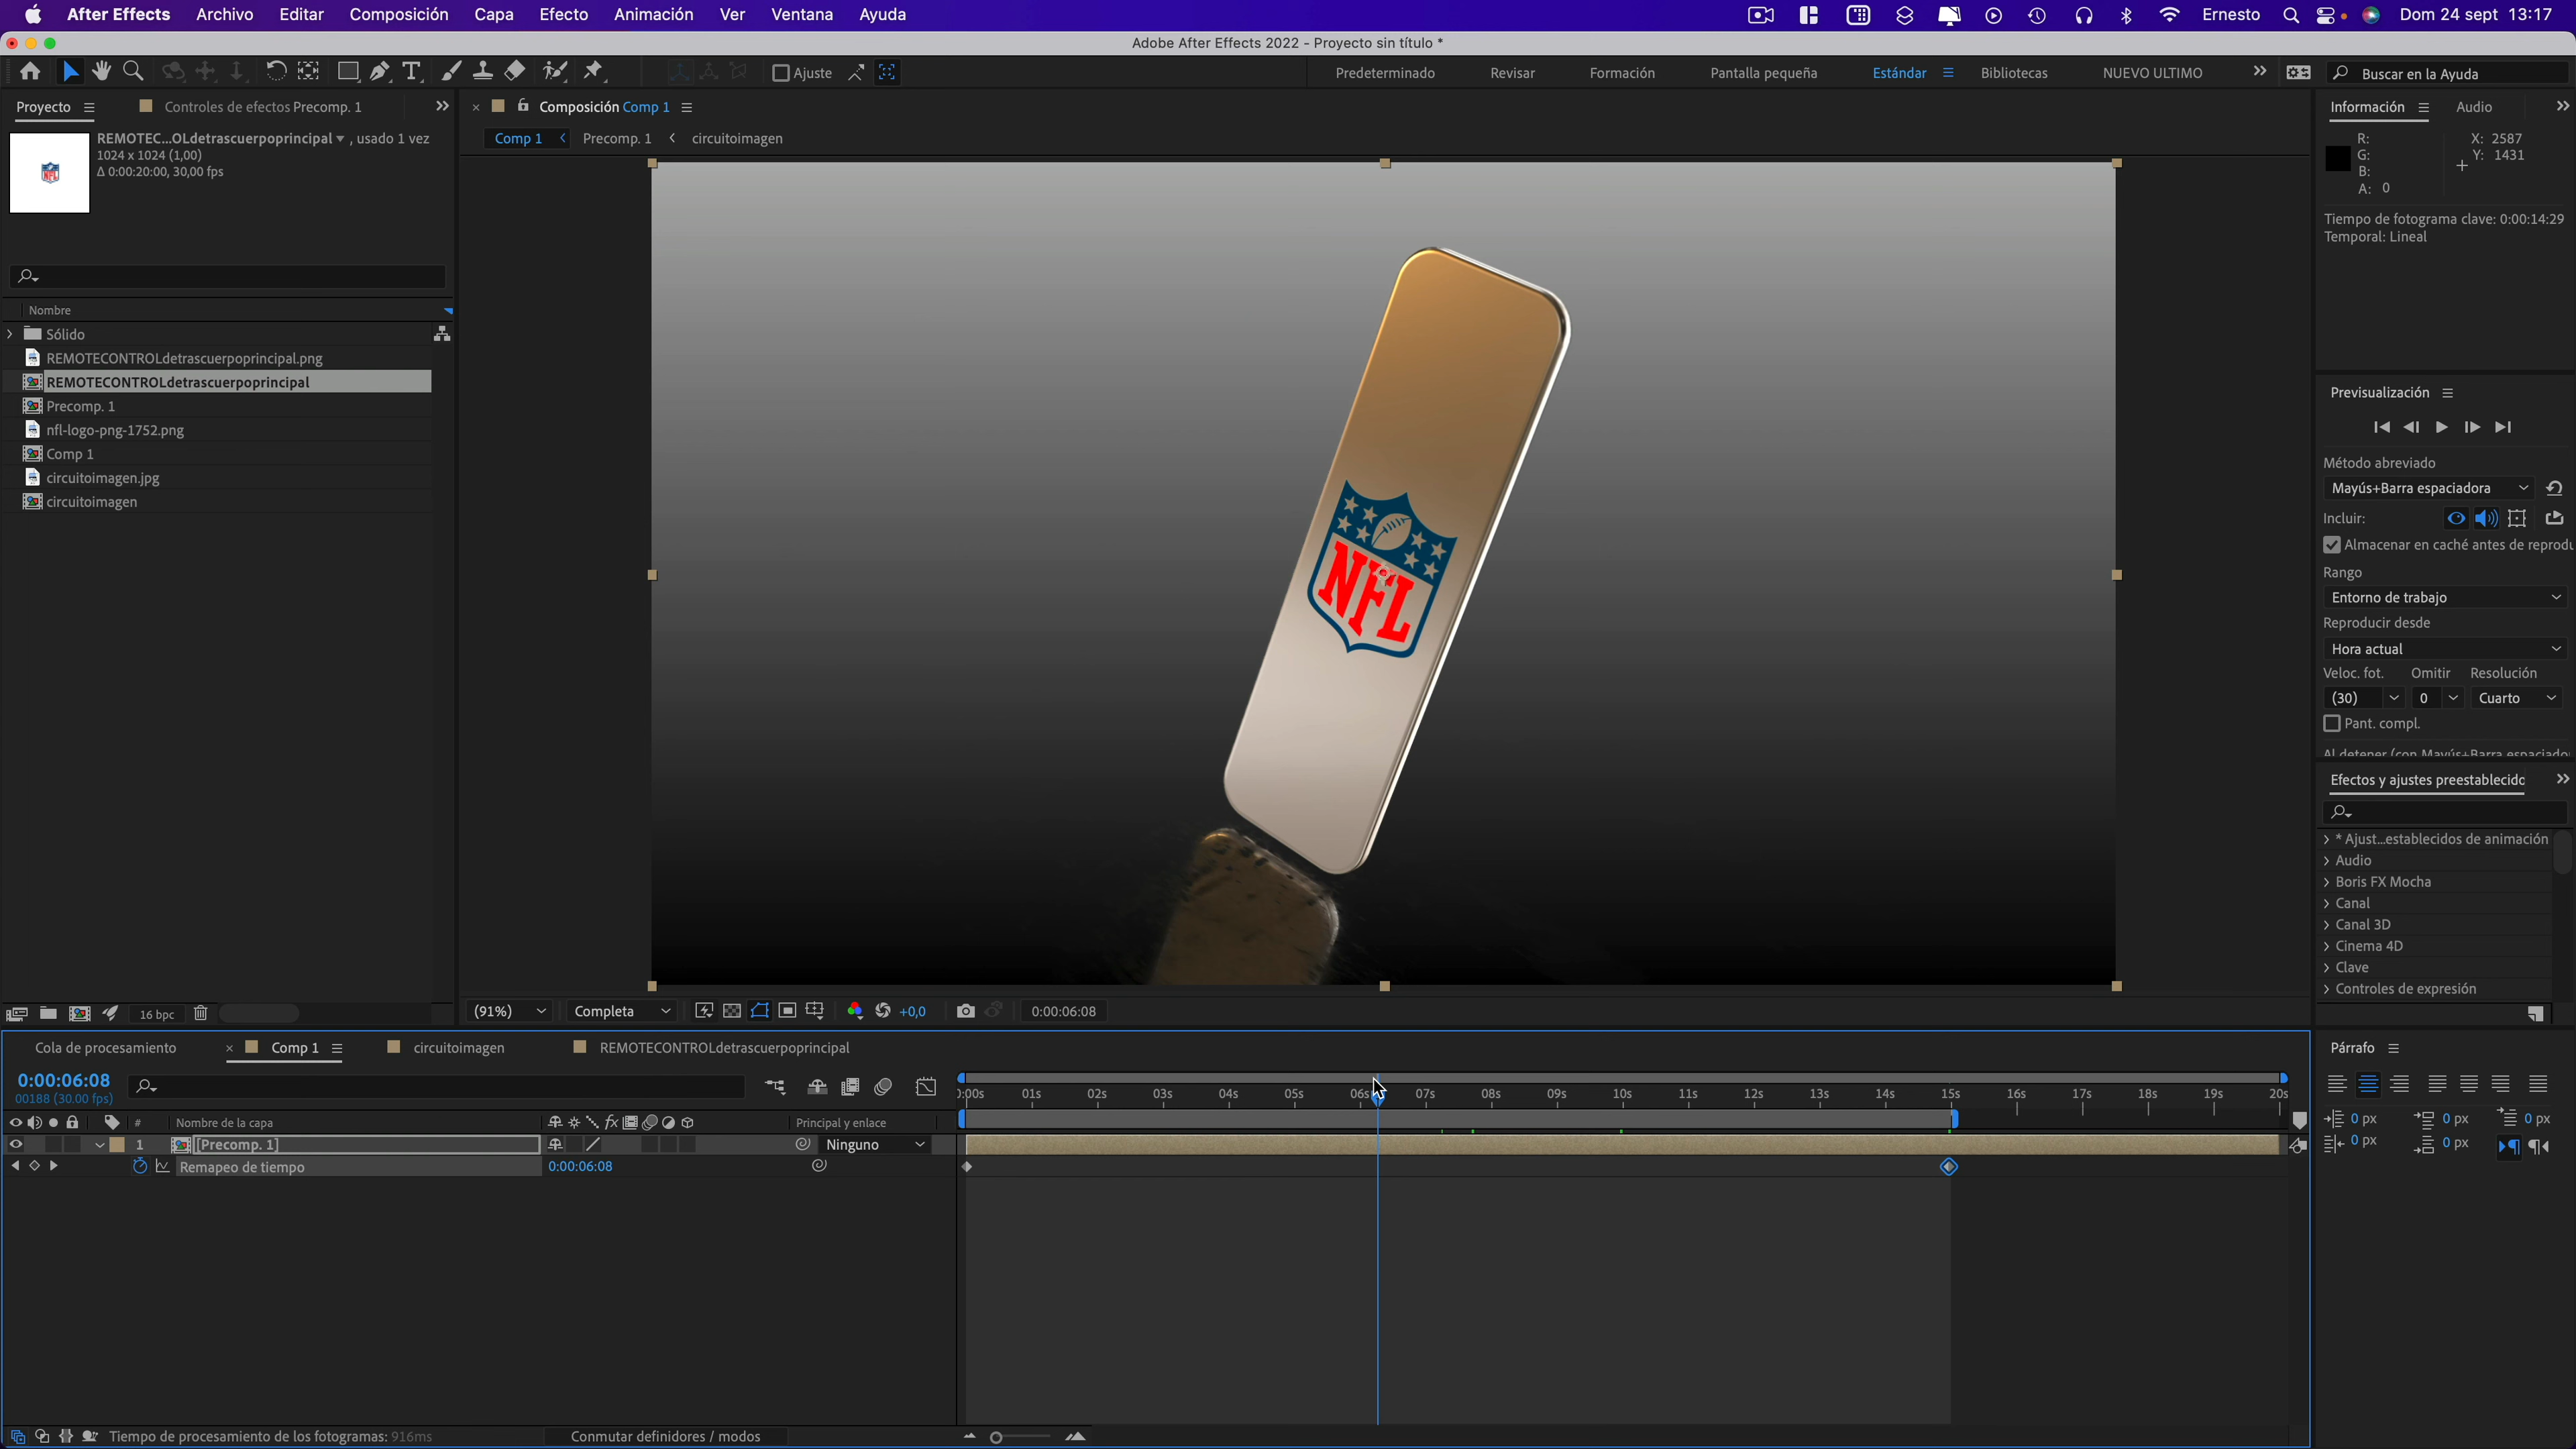 After Effects Archivo Editar Composición Capa Efecto Animación Ver Ventana Ayuda Ernesto Dom 24 sept 13:17
Adobe After Effects 2022 - Proyecto sin título *
Ajuste Predeterminado Revisar Formación Pantalla pequeña Estándar Bibliotecas NUEVO ULTIMO Buscar en la Ayuda
Proyecto Controles de efectos Precomp. 1
REMOTEC...OLdetrascuerpoprincipal , usado 1 vez
1024 x 1024 (1,00)
Δ 0:00:20:00, 30,00 fps
NFL
Nombre
Sólido
REMOTECONTROLdetrascuerpoprincipal.png
REMOTECONTROLdetrascuerpoprincipal
Precomp. 1
nfl-logo-png-1752.png
Comp 1
circuitoimagen.jpg
circuitoimagen
16 bpc
Composición Comp 1
Comp 1 Precomp. 1 circuitoimagen
NFL
(91%) Completa +0,0 0:00:06:08
Información Audio
R:
G:
B:
A: 0
X: 2587
Y: 1431
Tiempo de fotograma clave: 0:00:14:29
Temporal: Lineal
Previsualización
Método abreviado
Mayús+Barra espaciadora
Incluir:
Almacenar en caché antes de reprodu
Rango
Entorno de trabajo
Reproducir desde
Hora actual
Veloc. fot. Omitir Resolución
(30) 0 Cuarto
Pant. compl.
Al detener (con Mayús+Barra espaciado
Efectos y ajustes preestablecidc
* Ajust...establecidos de animación
Audio
Boris FX Mocha
Canal
Canal 3D
Cinema 4D
Clave
Controles de expresión
Cola de procesamiento Comp 1 circuitoimagen REMOTECONTROLdetrascuerpoprincipal
0:00:06:08
00188 (30.00 fps)
):00s 01s 02s 03s 04s 05s 06s 07s 08s 09s 10s 11s 12s 13s 14s 15s 16s 17s 18s 19s 20s
# Nombre de la capa fx Principal y enlace
1 [Precomp. 1] Ninguno
Remapeo de tiempo 0:00:06:08
Tiempo de procesamiento de los fotogramas: 916ms Conmutar definidores / modos
Párrafo
0 px 0 px 0 px
0 px 0 px